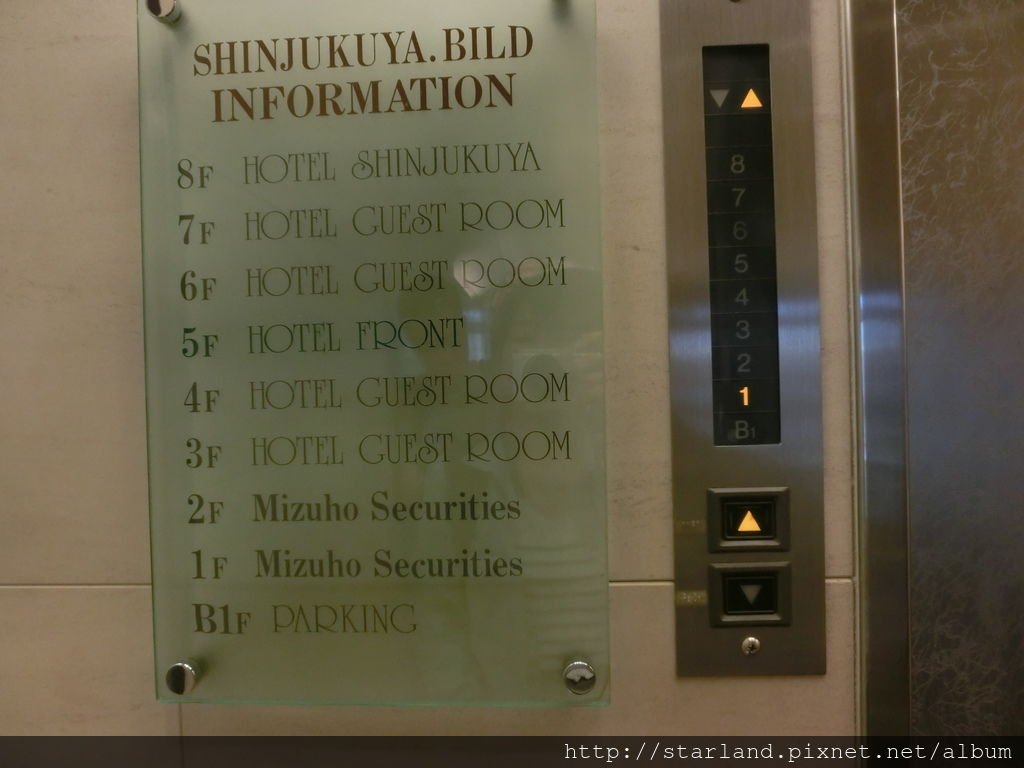 SHINJUKUYA.BILD
INFORMATION
8F HOTEL SHINJUKUYA
7F HOTEL GUEST ROOM
6F HOTEL GUEST ROOM
5F HOTEL FRONT
4F HOTEL GUEST ROOM
3F HOTEL GUEST ROOM
2F Mizuho Securities
1F Mizuho Securities
B1F PARKING
8
7
6
5
4
3
2
1
B1
http://starland.pixnet.net/album